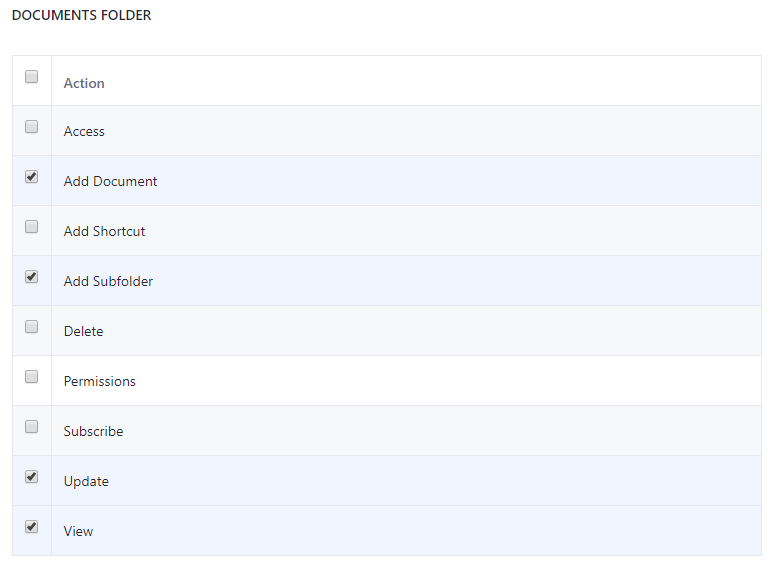 DOCUMENTS FOLDER
Action
Access
Add Document
Add Shortcut
Add Subfolder
Delete
Permissions
Subscribe
Update
View